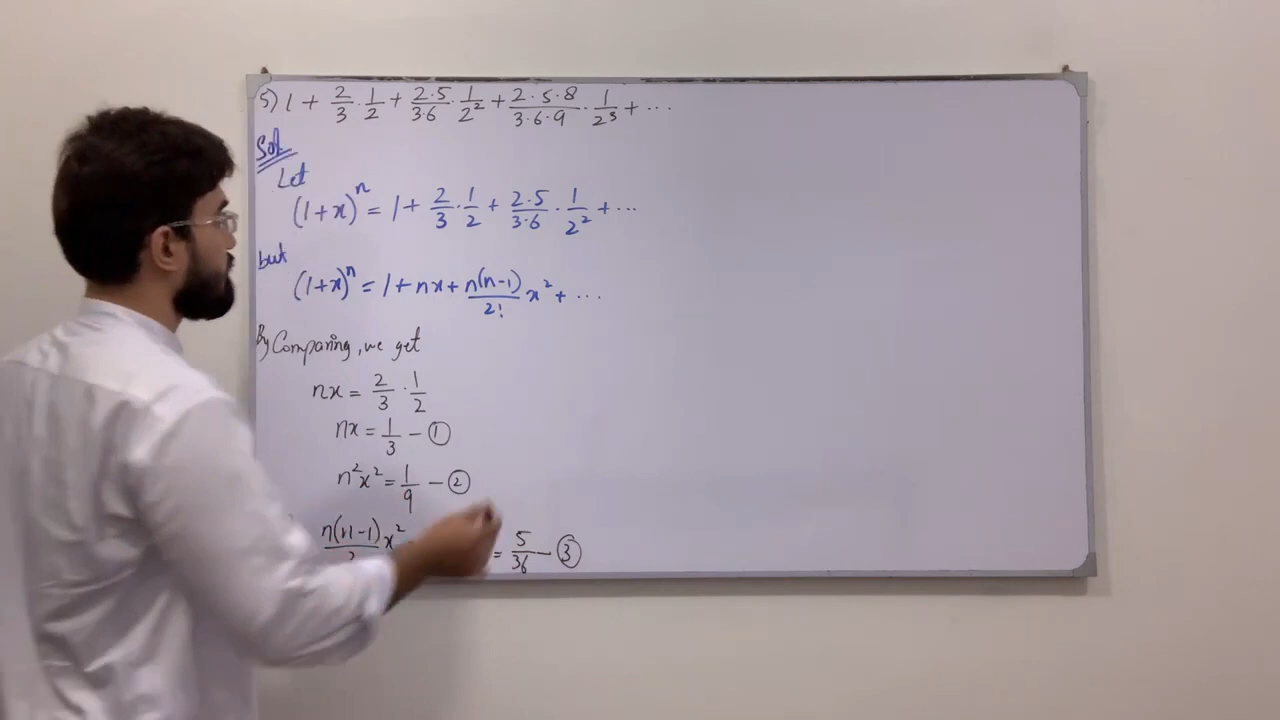 5) 1 + 2/3 · 1/2 + 2·5/3·6 · 1/2² + 2·5·8/3·6·9 · 1/2³ + ...
Sol
Let
(1+x)ⁿ = 1 + 2/3 · 1/2 + 2·5/3·6 · 1/2² + ...
but
(1+x)ⁿ = 1 + nx + n(n-1)/2! x² + ...
By Comparing, we get
nx = 2/3 · 1/2
nx = 1/3 - ①
n²x² = 1/9 - ②
n(n-1)/2 x² = 5/36 - ③